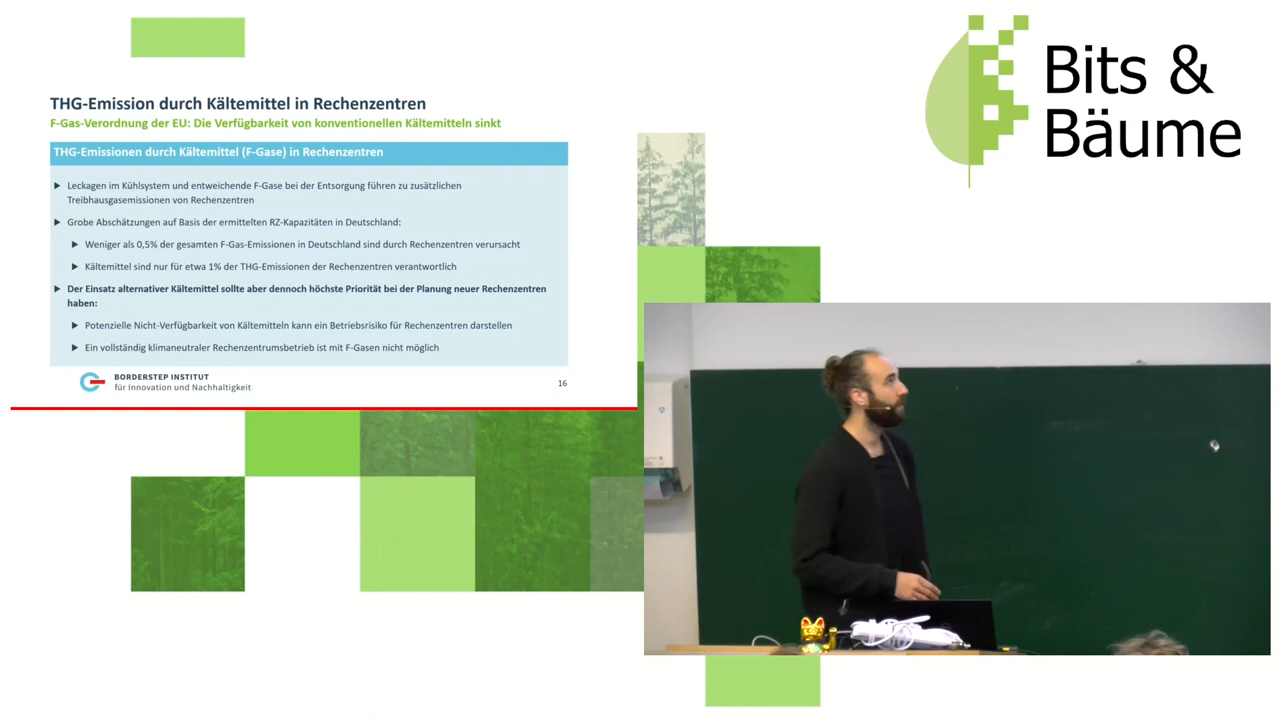 Bits &
Bäume
THG-Emission durch Kältemittel in Rechenzentren
F-Gas-Verordnung der EU: Die Verfügbarkeit von konventionellen Kältemitteln sinkt
THG-Emissionen durch Kältemittel (F-Gase) in Rechenzentren
Leckagen im Kühlsystem und entweichende F-Gase bei der Entsorgung führen zu zusätzlichen
Treibhausgasemissionen von Rechenzentren
Grobe Abschätzungen auf Basis der ermittelten RZ-Kapazitäten in Deutschland:
Weniger als 0,5% der gesamten F-Gas-Emissionen in Deutschland sind durch Rechenzentren verursacht
Kältemittel sind nur für etwa 1% der THG-Emissionen der Rechenzentren verantwortlich
Der Einsatz alternativer Kältemittel sollte aber dennoch höchste Priorität bei der Planung neuer Rechenzentren
haben:
Potenzielle Nicht-Verfügbarkeit von Kältemitteln kann ein Betriebsrisiko für Rechenzentren darstellen
Ein vollständig klimaneutraler Rechenzentrumsbetrieb ist mit F-Gasen nicht möglich
BORDERSTEP INSTITUT
für Innovation und Nachhaltigkeit
16